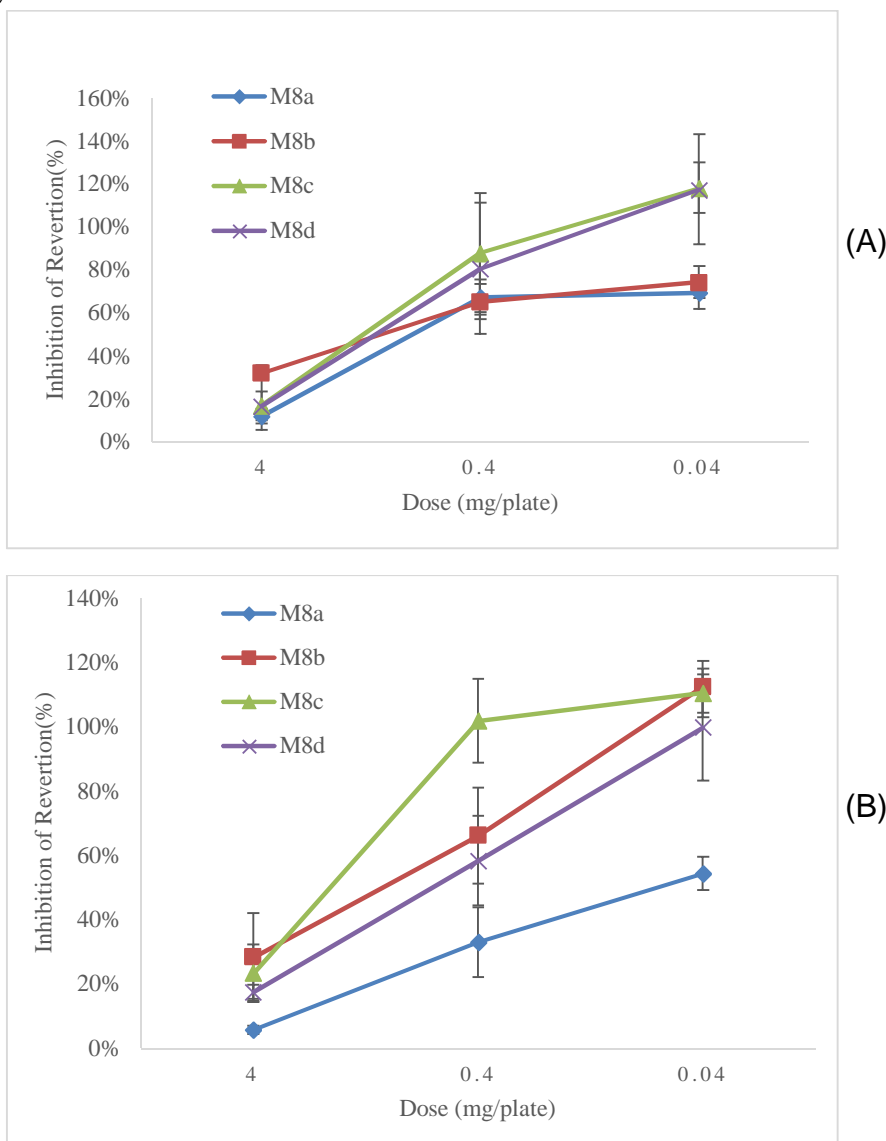 160%
140%
120%
100%
80%
60%
40%
20%
0%
Inhibition of Revertion(%)
M8a
M8b
M8c
M8d
4 0.4 0.04
Dose (mg/plate)
(A)
140%
120%
100%
80%
60%
40%
20%
0%
Inhibition of Revertion(%)
M8a
M8b
M8c
M8d
4 0.4 0.04
Dose (mg/plate)
(B)